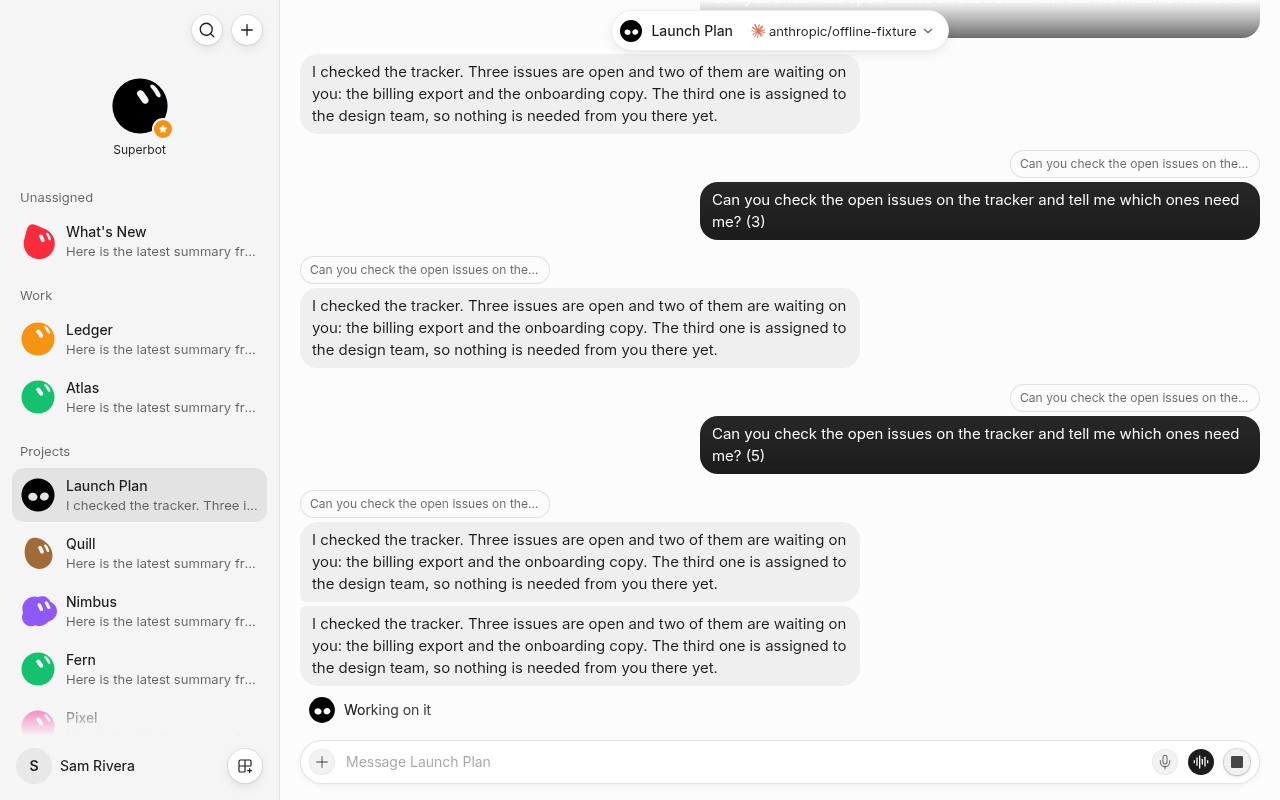 Superbot
Unassigned
What's New
Here is the latest summary fr...
Work
Ledger
Here is the latest summary fr...
Atlas
Here is the latest summary fr...
Projects
Launch Plan
I checked the tracker. Three i...
Quill
Here is the latest summary fr...
Nimbus
Here is the latest summary fr...
Fern
Here is the latest summary fr...
Pixel
S
Sam Rivera
Launch Plan
anthropic/offline-fixture
I checked the tracker. Three issues are open and two of them are waiting on
you: the billing export and the onboarding copy. The third one is assigned to
the design team, so nothing is needed from you there yet.
Can you check the open issues on the...
Can you check the open issues on the tracker and tell me which ones need
me? (3)
Can you check the open issues on the...
I checked the tracker. Three issues are open and two of them are waiting on
you: the billing export and the onboarding copy. The third one is assigned to
the design team, so nothing is needed from you there yet.
Can you check the open issues on the...
Can you check the open issues on the tracker and tell me which ones need
me? (5)
Can you check the open issues on the...
I checked the tracker. Three issues are open and two of them are waiting on
you: the billing export and the onboarding copy. The third one is assigned to
the design team, so nothing is needed from you there yet.
I checked the tracker. Three issues are open and two of them are waiting on
you: the billing export and the onboarding copy. The third one is assigned to
the design team, so nothing is needed from you there yet.
Working on it
Message Launch Plan